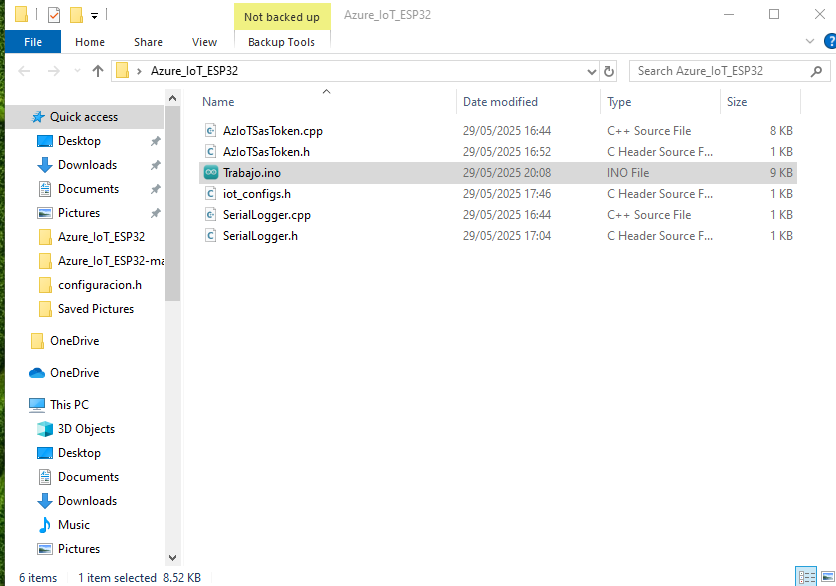 Not backed up
Azure_IoT_ESP32
File
Home
Share
View
Backup Tools
Azure_IoT_ESP32
Search Azure_IoT_ESP32
Name
Date modified
Type
Size
Quick access
Desktop
Downloads
Documents
Pictures
Azure_IoT_ESP32
Azure_IoT_ESP32-ma
configuracion.h
Saved Pictures
OneDrive
OneDrive
This PC
3D Objects
Desktop
Documents
Downloads
Music
Pictures
AzIoTSasToken.cpp 29/05/2025 16:44 C++ Source File 8 KB
AzIoTSasToken.h 29/05/2025 16:52 C Header Source F... 1 KB
Trabajo.ino 29/05/2025 20:08 INO File 9 KB
iot_configs.h 29/05/2025 17:46 C Header Source F... 1 KB
SerialLogger.cpp 29/05/2025 16:44 C++ Source File 1 KB
SerialLogger.h 29/05/2025 17:04 C Header Source F... 1 KB
6 items
1 item selected 8.52 KB